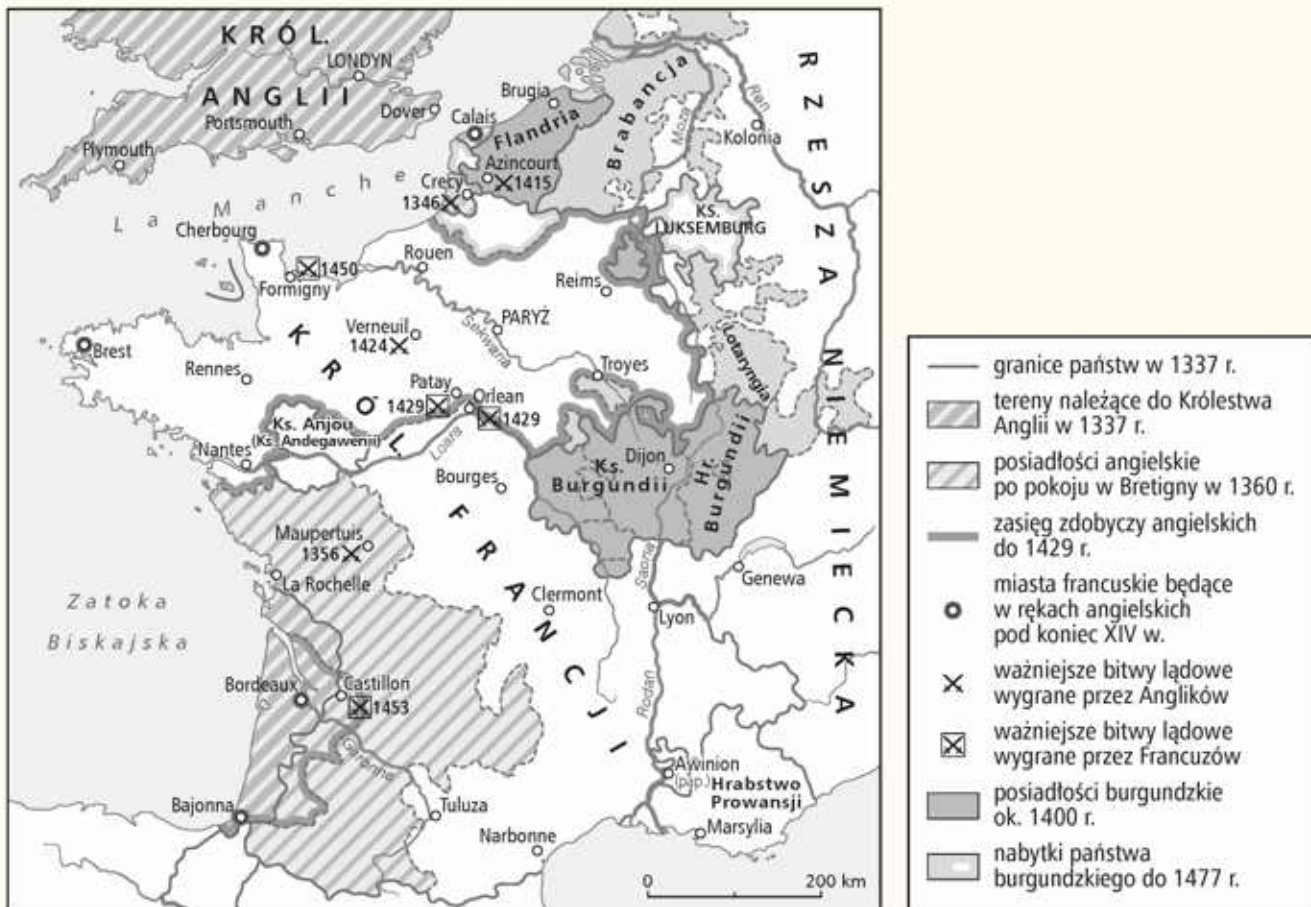 KRÓL.
LONDYN
ANGLII
Dover
Portsmouth
Plymouth
La Manche
Brugia
Calais
Flandria
Azincourt
1415
Crecy
1346
Brabancja
Moza
Ren
Kolonia
RZESZA NIEMIECKA
Ks.
LUKSEMBURG
Cherbourg
1450
Formigny
Rouen
Reims
Verneuil
1424
PARYŻ
Sekwana
Lotaryngia
Brest
Rennes
Troyes
Patay
1429
Orlean
1429
KRÓL. FRANCJI
Ks. Anjou
(Ks. Andegawenii)
Loara
Nantes
Bourges
Ks.
Burgundii
Dijon
Hr.
Burgundii
Maupertuis
1356
La Rochelle
Zatoka
Biskajska
Clermont
Saona
Genewa
Lyon
Bordeaux
Castillon
1453
Garonna
Rodan
Awinion
(pap.)
Hrabstwo
Prowansji
Bajonna
Tuluza
Narbonne
Marsylia
0 200 km
granice państw w 1337 r.
tereny należące do Królestwa
Anglii w 1337 r.
posiadłości angielskie
po pokoju w Bretigny w 1360 r.
zasięg zdobyczy angielskich
do 1429 r.
miasta francuskie będące
w rękach angielskich
pod koniec XIV w.
ważniejsze bitwy lądowe
wygrane przez Anglików
ważniejsze bitwy lądowe
wygrane przez Francuzów
posiadłości burgundzkie
ok. 1400 r.
nabytki państwa
burgundzkiego do 1477 r.